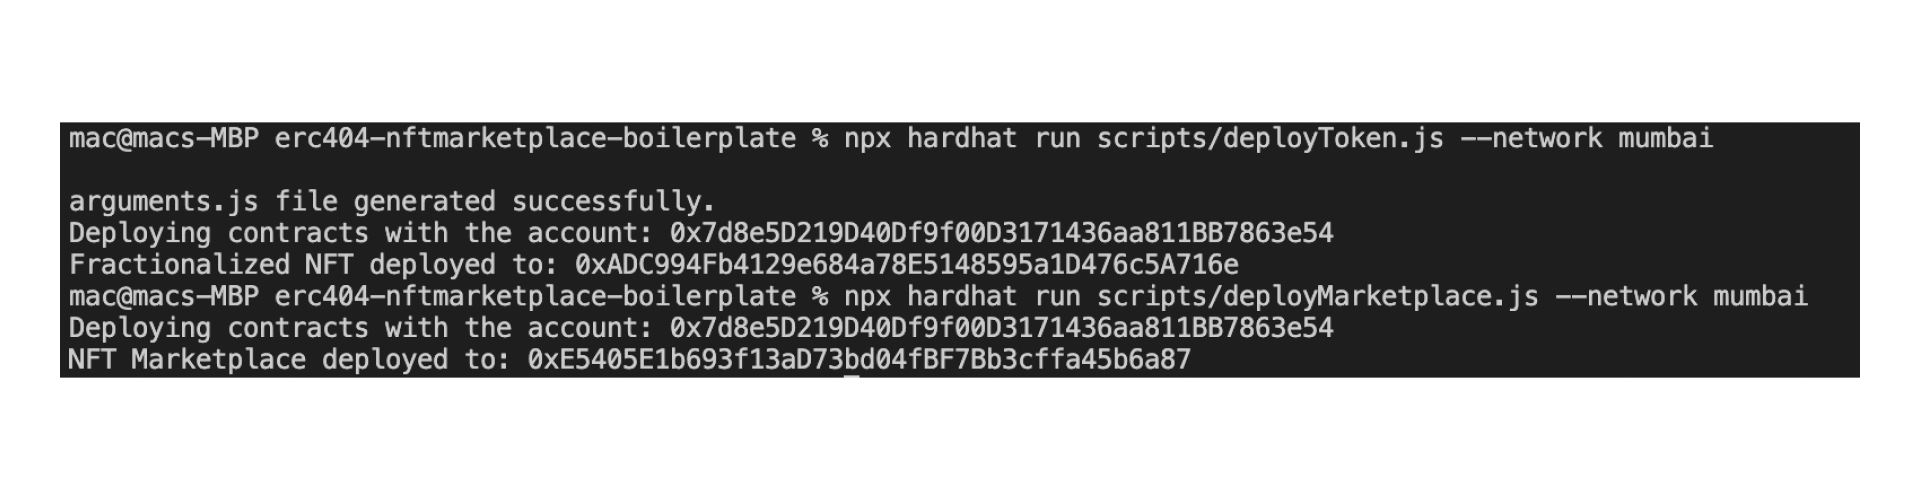 mac@macs-MBP erc404-nftmarketplace-boilerplate % npx hardhat run scripts/deployToken.js --network mumbai
arguments.js file generated successfully.
Deploying contracts with the account: 0x7d8e5D219D40Df9f00D3171436aa811BB7863e54
Fractionalized NFT deployed to: 0xADC994Fb4129e684a78E5148595a1D476c5A716e
mac@macs-MBP erc404-nftmarketplace-boilerplate % npx hardhat run scripts/deployMarketplace.js --network mumbai
Deploying contracts with the account: 0x7d8e5D219D40Df9f00D3171436aa811BB7863e54
NFT Marketplace deployed to: 0xE5405E1b693f13aD73bd04fBF7Bb3cffa45b6a87